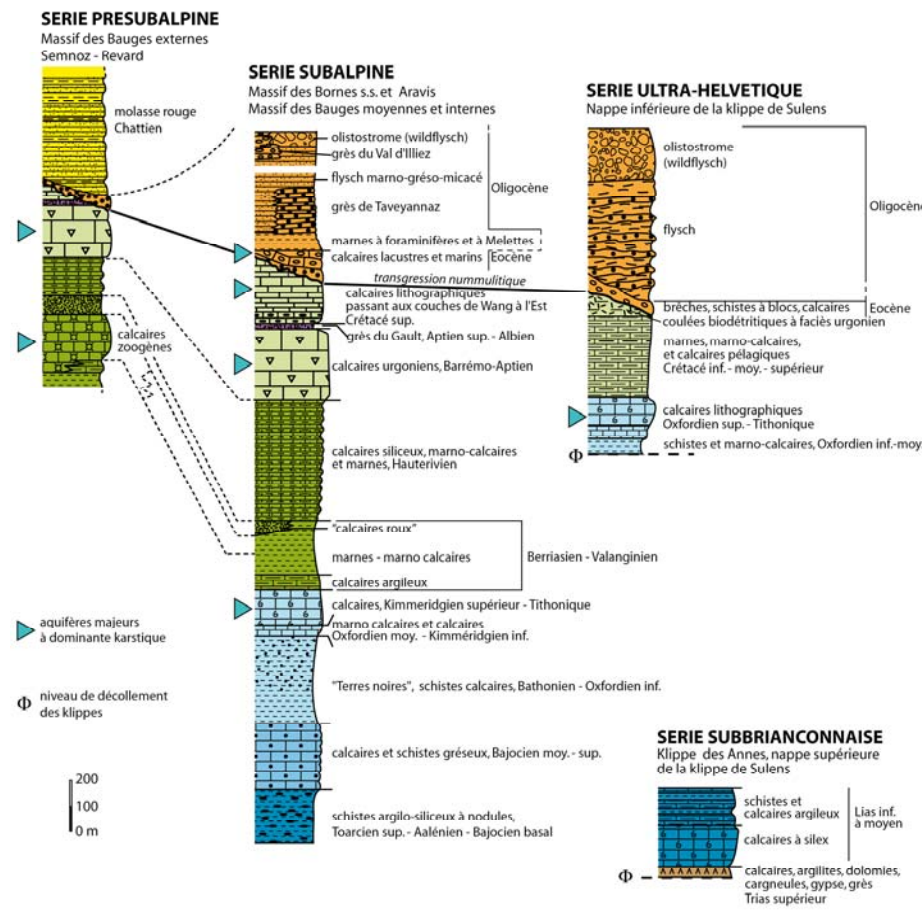 SERIE PRESUBALPINE
Massif des Bauges externes
Semnoz - Revard
molasse rouge
Chattien
calcaires
zoogènes
aquifères majeurs
à dominante karstique
Φ niveau de décollement
des klippes
200
100
0 m
SERIE SUBALPINE
Massif des Bornes s.s. et Aravis
Massif des Bauges moyennes et internes
olistostrome (wildflysch)
grès du Val d'Illiez
flysch marno-gréso-micacé
Oligocène
grès de Taveyannaz
marnes à foraminifères et à Melettes
calcaires lacustres et marins
Eocène
transgression nummulitique
calcaires lithographiques
passant aux couches de Wang à l'Est
Crétacé sup.
grès du Gault, Aptien sup. - Albien
calcaires urgoniens, Barrémo-Aptien
calcaires siliceux, marno-calcaires
et marnes, Hauterivien
"calcaires roux"
marnes - marno calcaires
Berriasien - Valanginien
calcaires argileux
calcaires, Kimmeridgien supérieur - Tithonique
marno calcaires et calcaires
Oxfordien moy. - Kimméridgien inf.
"Terres noires", schistes calcaires, Bathonien - Oxfordien inf.
calcaires et schistes gréseux, Bajocien moy. - sup.
schistes argilo-siliceux à nodules,
Toarcien sup. - Aalénien - Bajocien basal
SERIE ULTRA-HELVETIQUE
Nappe inférieure de la klippe de Sulens
olistostrome
(wildflysch)
Oligocène
flysch
brêches, schistes à blocs, calcaires
Eocène
coulées biodétritiques à faciès urgonien
marnes, marno-calcaires,
et calcaires pélagiques
Crétacé inf. - moy. - supérieur
calcaires lithographiques
Oxfordien sup. - Tithonique
schistes et marno-calcaires, Oxfordien inf.-moy.
Φ
SERIE SUBBRIANCONNAISE
Klippe des Annes, nappe supérieure
de la klippe de Sulens
schistes et
calcaires argileux
Lias inf.
à moyen
calcaires à silex
Φ
calcaires, argilites, dolomies,
cargneules, gypse, grès
Trias supérieur